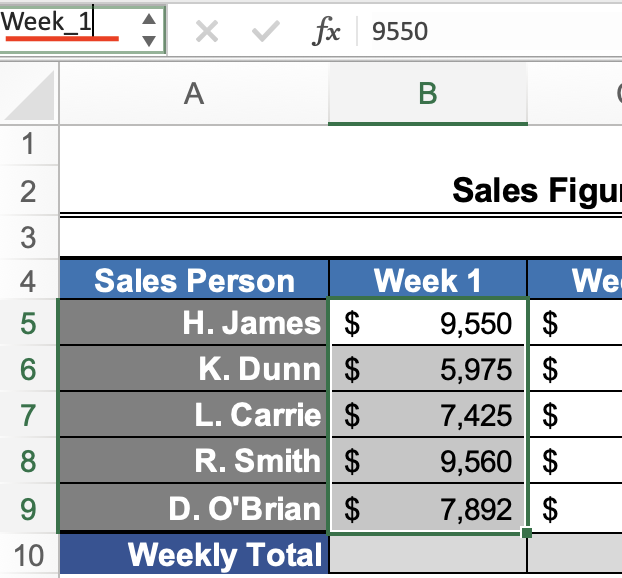 Week_1 fx 9550
A B
1
2 Sales Figu
3
4 Sales Person Week 1 We
5 H. James $ 9,550 $
6 K. Dunn $ 5,975 $
7 L. Carrie $ 7,425 $
8 R. Smith $ 9,560 $
9 D. O'Brian $ 7,892 $
10 Weekly Total